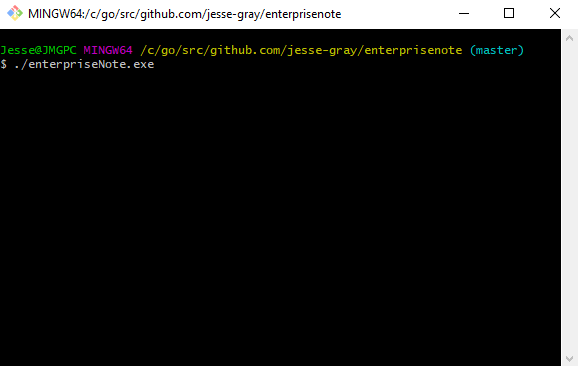 MINGW64:/c/go/src/github.com/jesse-gray/enterprisenote
Jesse@JMGPC MINGW64 /c/go/src/github.com/jesse-gray/enterprisenote (master)
$ ./enterpriseNote.exe